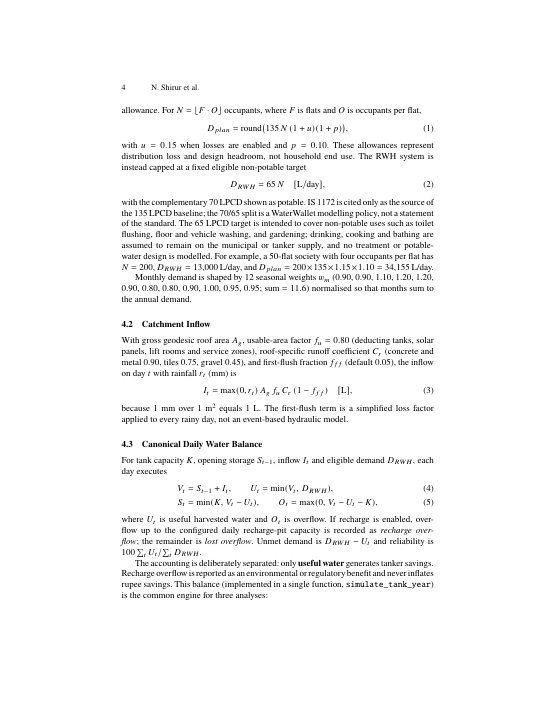 4 N. Shirur et al.
allowance. For N = ⌊F · O⌋ occupants, where F is flats and O is occupants per flat,
D_plan = round(135 N (1 + u)(1 + p)), (1)
with u = 0.15 when losses are enabled and p = 0.10. These allowances represent
distribution loss and design headroom, not household end use. The RWH system is
instead capped at a fixed eligible non-potable target
D_RWH = 65 N [L/day], (2)
with the complementary 70 LPCD shown as potable. IS 1172 is cited only as the source of
the 135 LPCD baseline; the 70/65 split is a WaterWallet modelling policy, not a statement
of the standard. The 65 LPCD target is intended to cover non-potable uses such as toilet
flushing, floor and vehicle washing, and gardening; drinking, cooking and bathing are
assumed to remain on the municipal or tanker supply, and no treatment or potable-
water design is modelled. For example, a 50-flat society with four occupants per flat has
N = 200, D_RWH = 13,000 L/day, and D_plan = 200×135×1.15×1.10 = 34,155 L/day.
Monthly demand is shaped by 12 seasonal weights w_m (0.90, 0.90, 1.10, 1.20, 1.20,
0.90, 0.80, 0.80, 0.90, 1.00, 0.95, 0.95; sum = 11.6) normalised so that months sum to
the annual demand.
4.2 Catchment Inflow
With gross geodesic roof area A_g, usable-area factor f_u = 0.80 (deducting tanks, solar
panels, lift rooms and service zones), roof-specific runoff coefficient C_r (concrete and
metal 0.90, tiles 0.75, gravel 0.45), and first-flush fraction f_ff (default 0.05), the inflow
on day t with rainfall r_t (mm) is
I_t = max(0, r_t) A_g f_u C_r (1 − f_ff) [L], (3)
because 1 mm over 1 m² equals 1 L. The first-flush term is a simplified loss factor
applied to every rainy day, not an event-based hydraulic model.
4.3 Canonical Daily Water Balance
For tank capacity K, opening storage S_{t−1}, inflow I_t and eligible demand D_RWH, each
day executes
V_t = S_{t−1} + I_t, U_t = min(V_t, D_RWH), (4)
S_t = min(K, V_t − U_t), O_t = max(0, V_t − U_t − K), (5)
where U_t is useful harvested water and O_t is overflow. If recharge is enabled, over-
flow up to the configured daily recharge-pit capacity is recorded as recharge over-
flow; the remainder is lost overflow. Unmet demand is D_RWH − U_t and reliability is
100 ∑_t U_t/∑_t D_RWH.
The accounting is deliberately separated: only useful water generates tanker savings.
Recharge overflow is reported as an environmental or regulatory benefit and never inflates
rupee savings. This balance (implemented in a single function, simulate_tank_year)
is the common engine for three analyses: